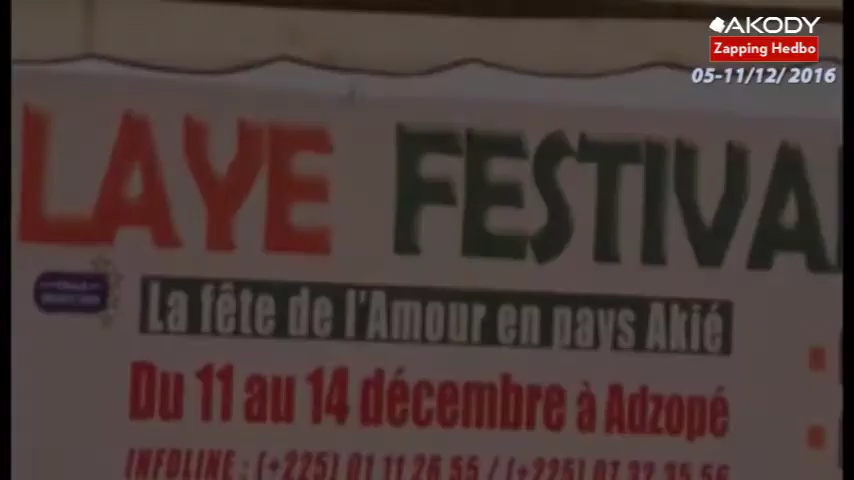 AKODY
Zapping Hedbo
05-11/12/2016
LAYE FESTIVAL
La fête de l'Amour en pays Akié
Du 11 au 14 décembre à Adzopé
INFOLINE : (+225) 01 11 26 55 / (+225) 07 32 35 56